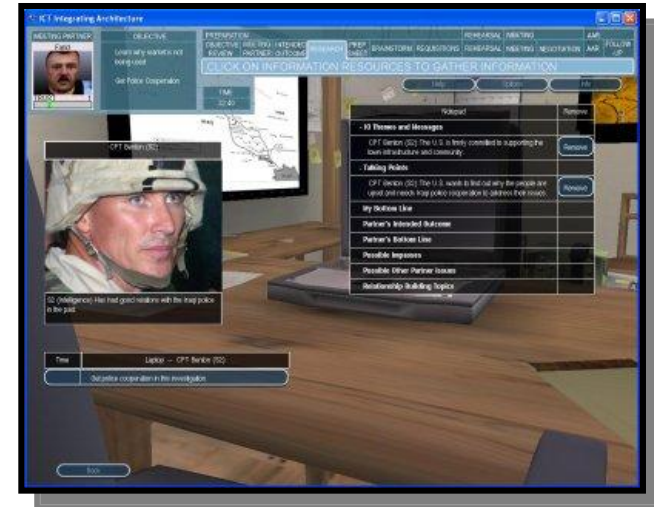 ICT Integrating Architecture
MEETING PARTNER
Farid
TRUST
OBJECTIVE
Learn why market is not
being used
Get Police Cooperation
PREPARATION
OBJECTIVE REVIEW
MEETING PARTNER
INTENDED OUTCOME
RESEARCH
PREP SHEET
BRAINSTORM
REQUISITIONS
REHEARSAL
REHEARSAL
MEETING
MEETING
NEGOTIATION
AAR
FOLLOW UP
CLICK ON INFORMATION RESOURCES TO GATHER INFORMATION
TIME
Help
Options
Notepad
Remove
- IO Themes and Messages
CPT Benton (S2): The U.S. is firmly committed to supporting the
town infrastructure and community.
Remove
- Talking Points
CPT Benton (S2): The U.S. wants to find out why the people are
upset and needs Iraqi police cooperation to address their issues.
Remove
My Bottom Line
Partner's Intended Outcome
Partner's Bottom Line
Possible Impasses
Possible Other Partner Issues
Relationship Building Topics
CPT Benton (S2)
S2 (Intelligence) Has had good relations with the Iraqi police
in the past.
Time
Laptop -- CPT Benton (S2)
Get police cooperation in this investigation
Back